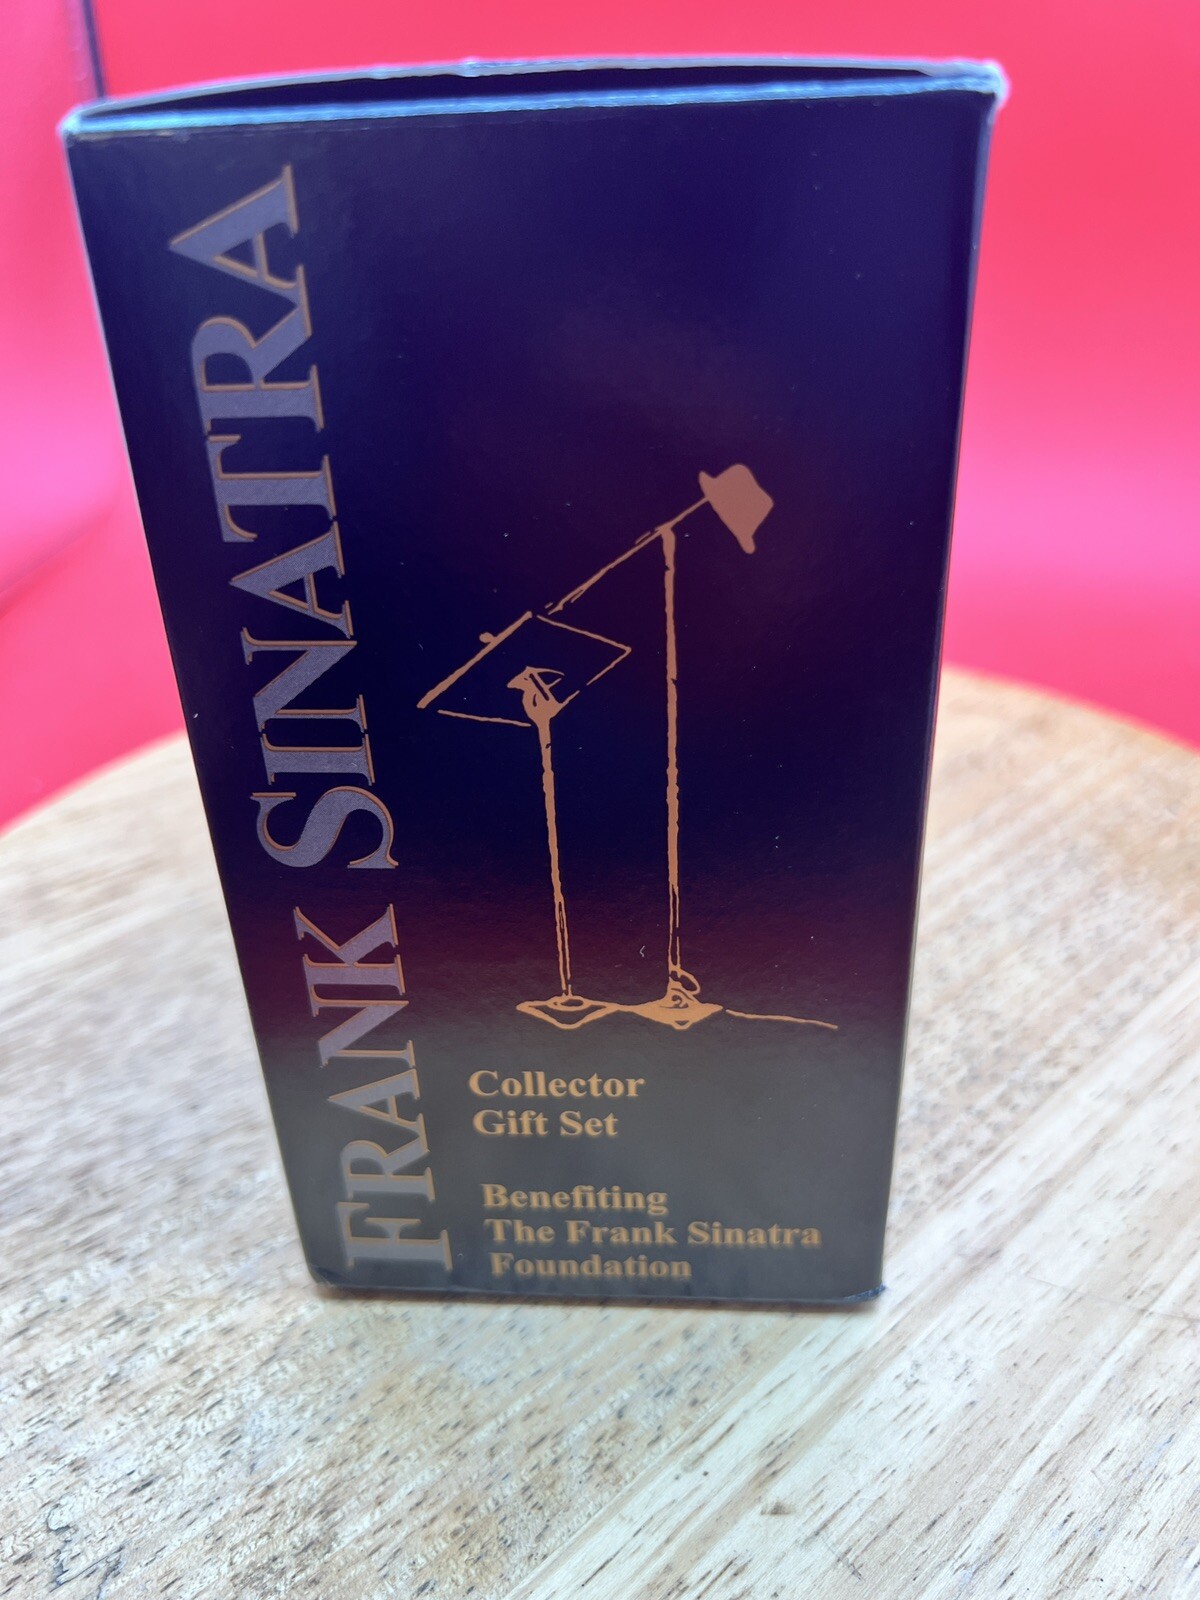 FRANK SINATRA
Collector
Gift Set
Benefiting
The Frank Sinatra
Foundation